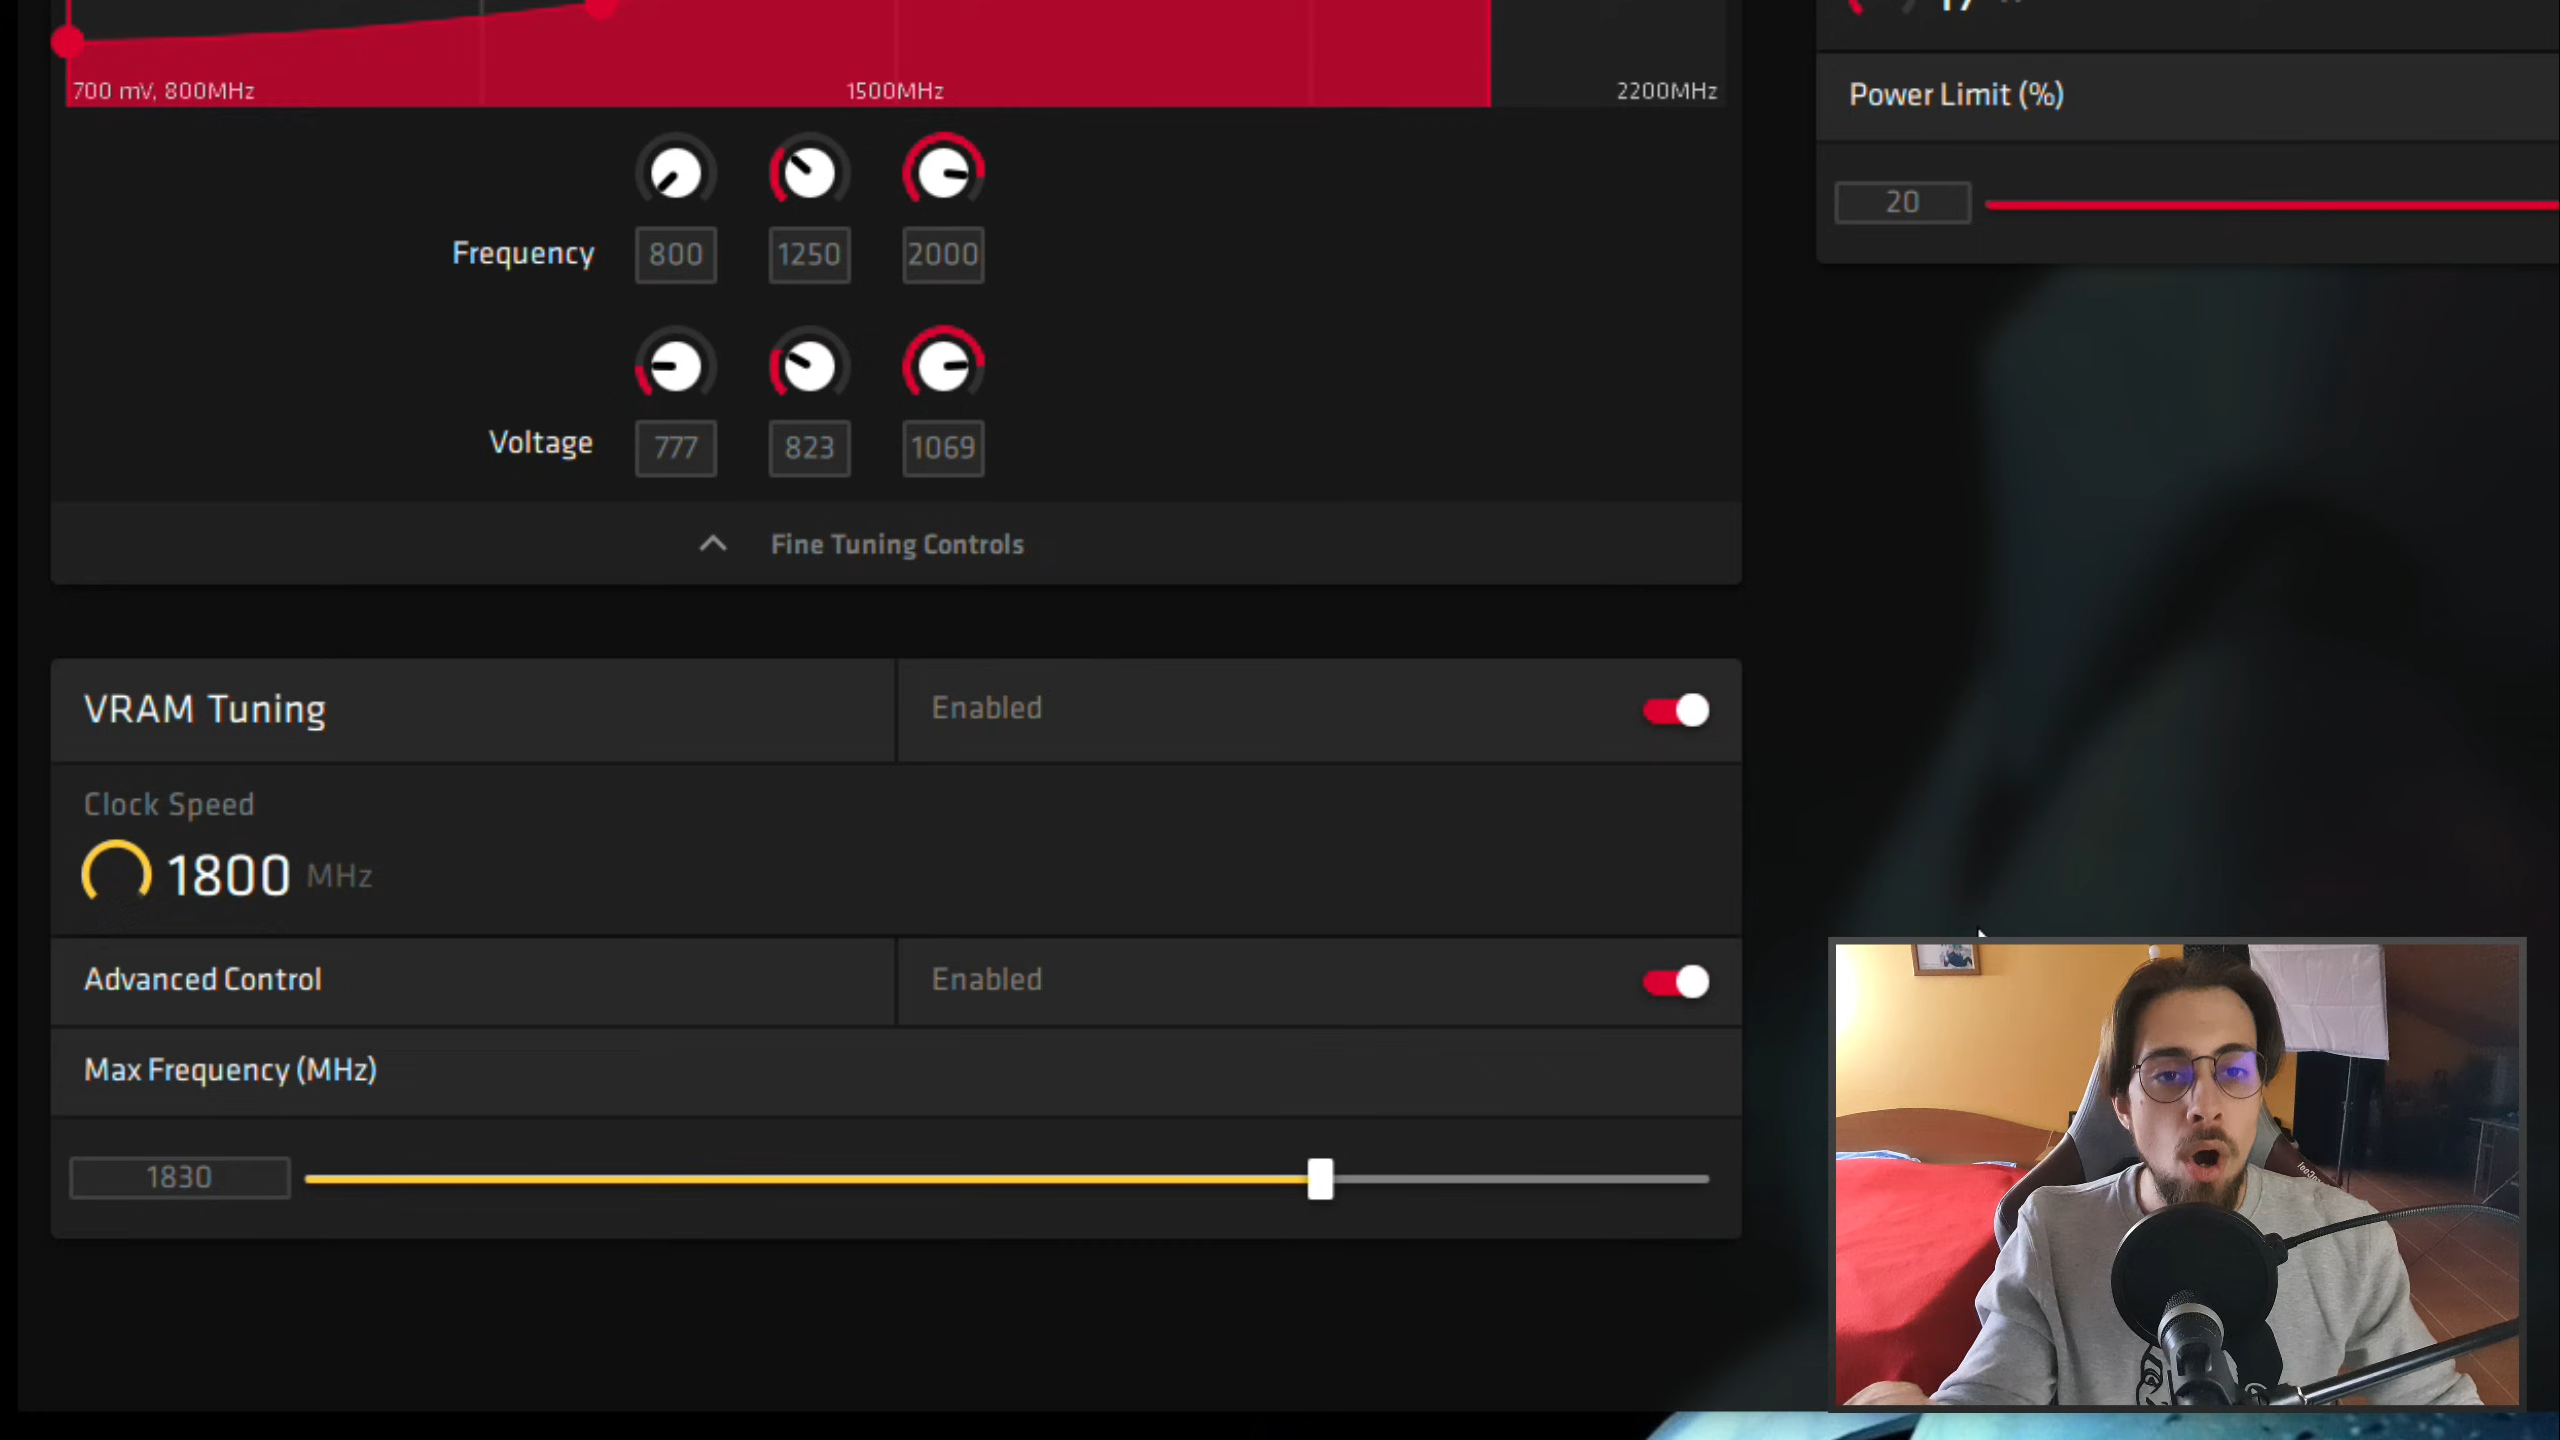 700 mV, 800MHz
1500MHz
2200MHz
Power Limit (%)
20
Frequency
800
1250
2000
Voltage
777
823
1069
Fine Tuning Controls
VRAM Tuning
Enabled
Clock Speed
1800 MHz
Advanced Control
Enabled
Max Frequency (MHz)
1830